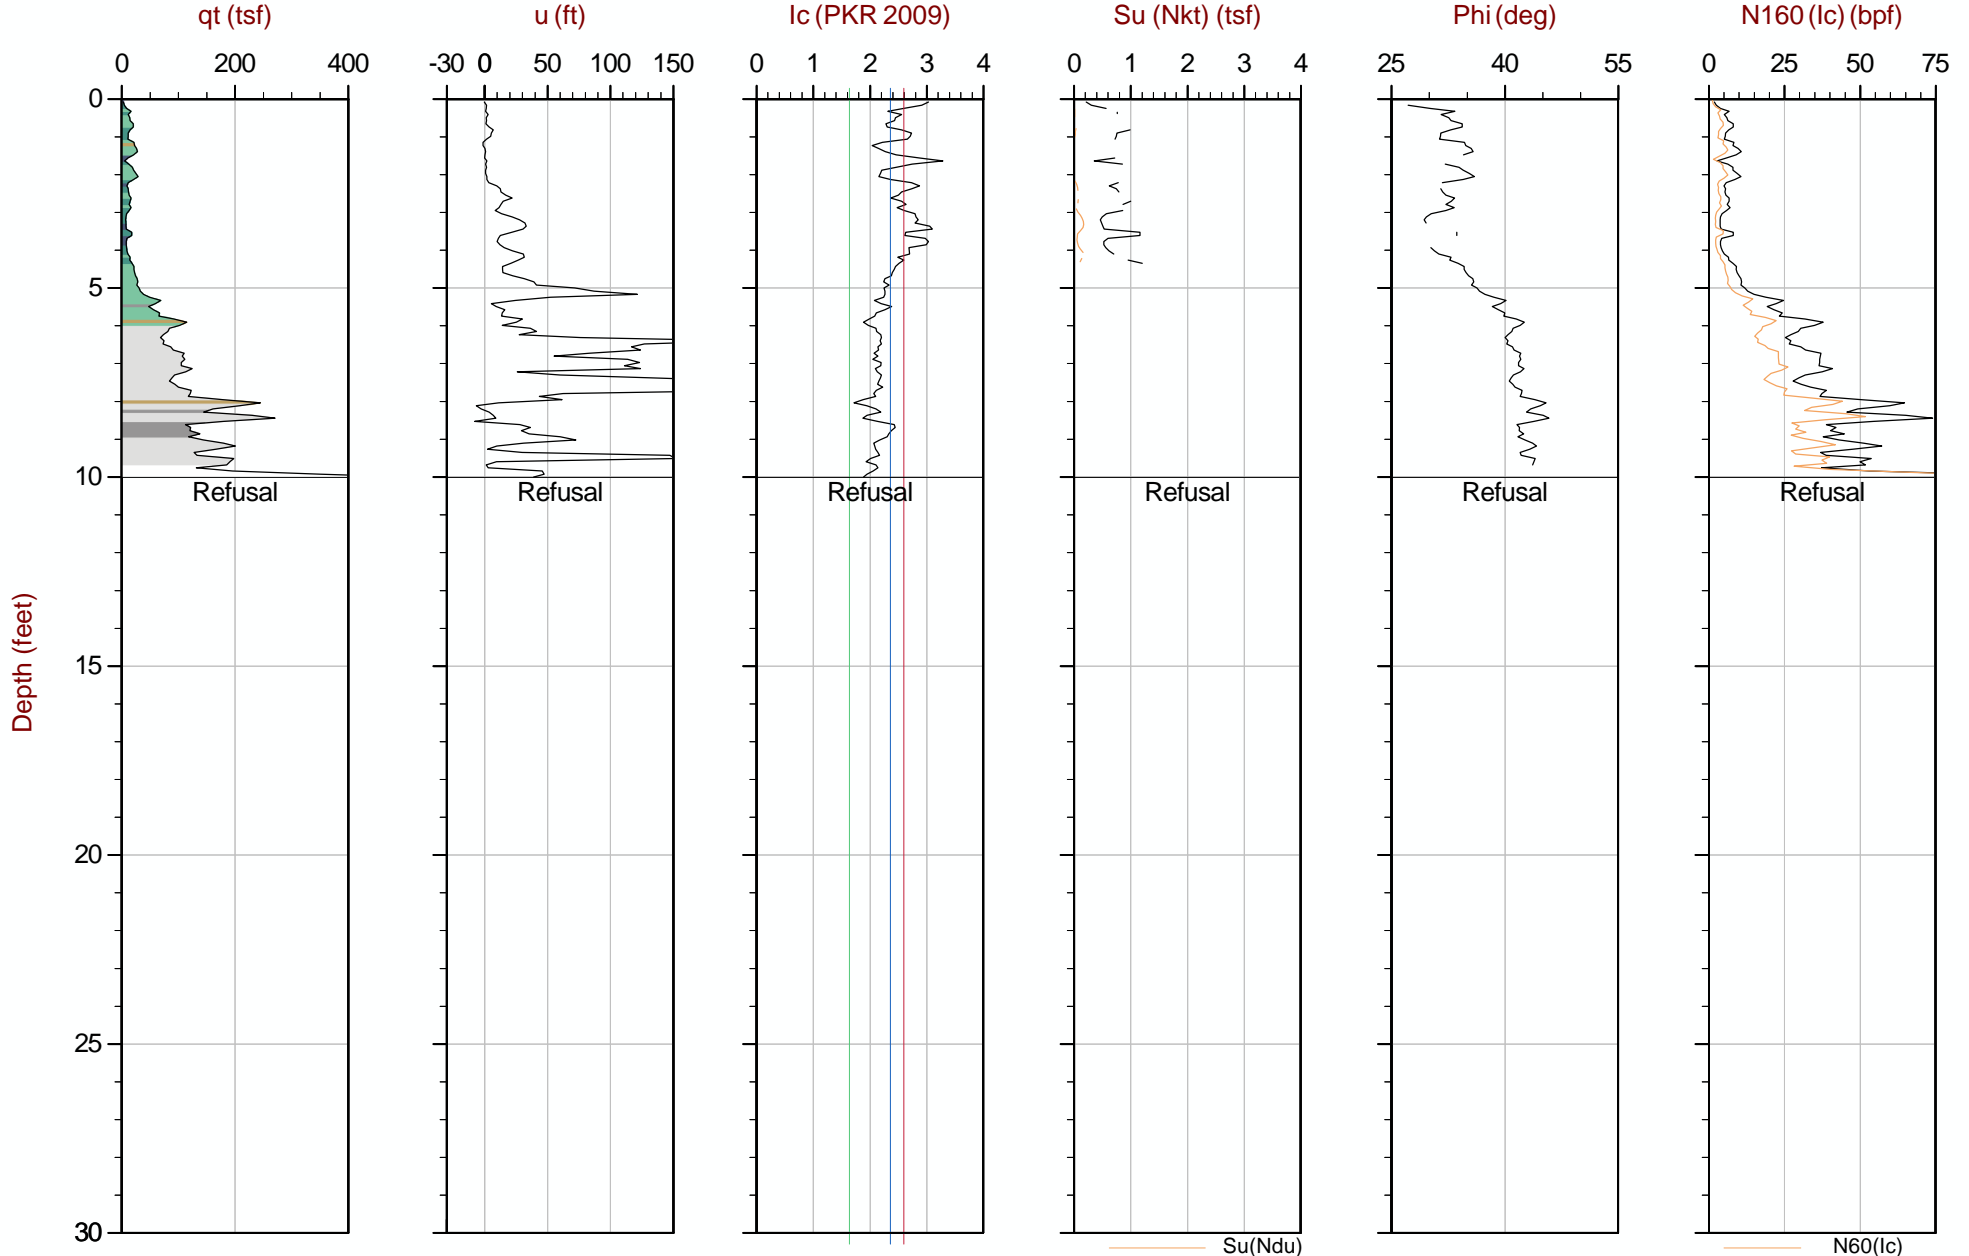 qt (tsf) u (ft) Ic (PKR 2009) Su (Nkt) (tsf) Phi (deg) N160 (Ic) (bpf)
0 200 400 -30 0 50 100 150 0 1 2 3 4 0 1 2 3 4 25 40 55 0 25 50 75
0
5
10
Refusal Refusal Refusal Refusal Refusal Refusal
15
20
25
30
Depth (feet)
Su(Ndu) N60(Ic)